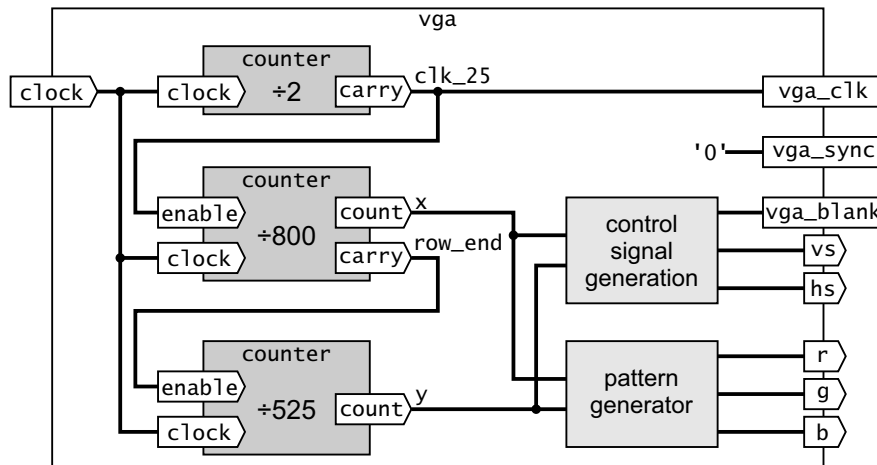 vga
clock
counter
÷2
clock
carry
clk_25
vga_clk
'0'
vga_sync
counter
÷800
enable
clock
count
x
carry
row_end
control
signal
generation
vga_blank
vs
hs
counter
÷525
enable
clock
count
y
pattern
generator
r
g
b